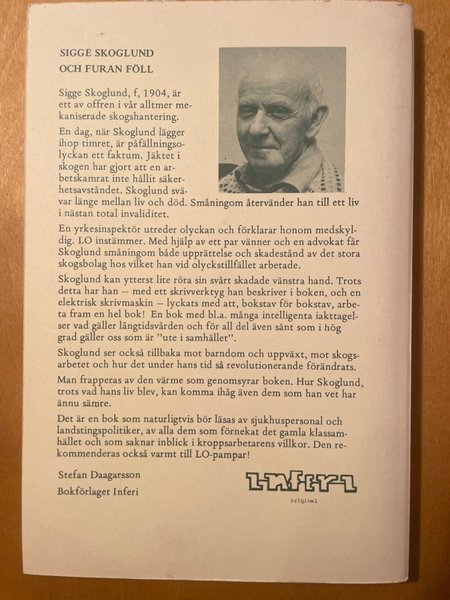 SIGGE SKOGLUND
OCH FURAN FÖLL
Sigge Skoglund, f, 1904, är
ett av offren i vår alltmer me-
kaniserade skogshantering.
En dag, när Skoglund lägger
ihop timret, är påfällningso-
lyckan ett faktum. Jäktet i
skogen har gjort att en ar-
betskamrat inte hållit säker-
hetsavståndet. Skoglund svä-
var länge mellan liv och död. Småningom återvänder han till ett liv
i nästan total invaliditet.
En yrkesinspektör utreder olyckan och förklarar honom medskyl-
dig. LO instämmer. Med hjälp av ett par vänner och en advokat får
Skoglund småningom både upprättelse och skadestånd av det stora
skogsbolag hos vilket han vid olyckstillfället arbetade.
Skoglund kan ytterst lite röra sin svårt skadade vänstra hand. Trots
detta har han – med ett skrivverktyg han beskriver i boken, och en
elektrisk skrivmaskin – lyckats med att, bokstav för bokstav, arbe-
ta fram en hel bok! En bok med bl.a. många intelligenta iakttagel-
ser vad gäller långtidsvården och för all del även sånt som i hög
grad gäller oss som är "ute i samhället".
Skoglund ser också tillbaka mot barndom och uppväxt, mot skogs-
arbetet och hur det under hans tid så revolutionerande förändrats.
Man frapperas av den värme som genomsyrar boken. Hur Skoglund,
trots vad hans liv blev, kan komma ihåg även dem som han vet har
ännu sämre.
Det är en bok som naturligtvis bör läsas av sjukhuspersonal och
landstingspolitiker, av alla dem som förnekat det gamla klassam-
hället och som saknar inblick i kroppsarbetarens villkor. Den re-
kommenderas också varmt till LO-pampar!
Stefan Daagarsson
Bokförlaget Inferi
inferi
original